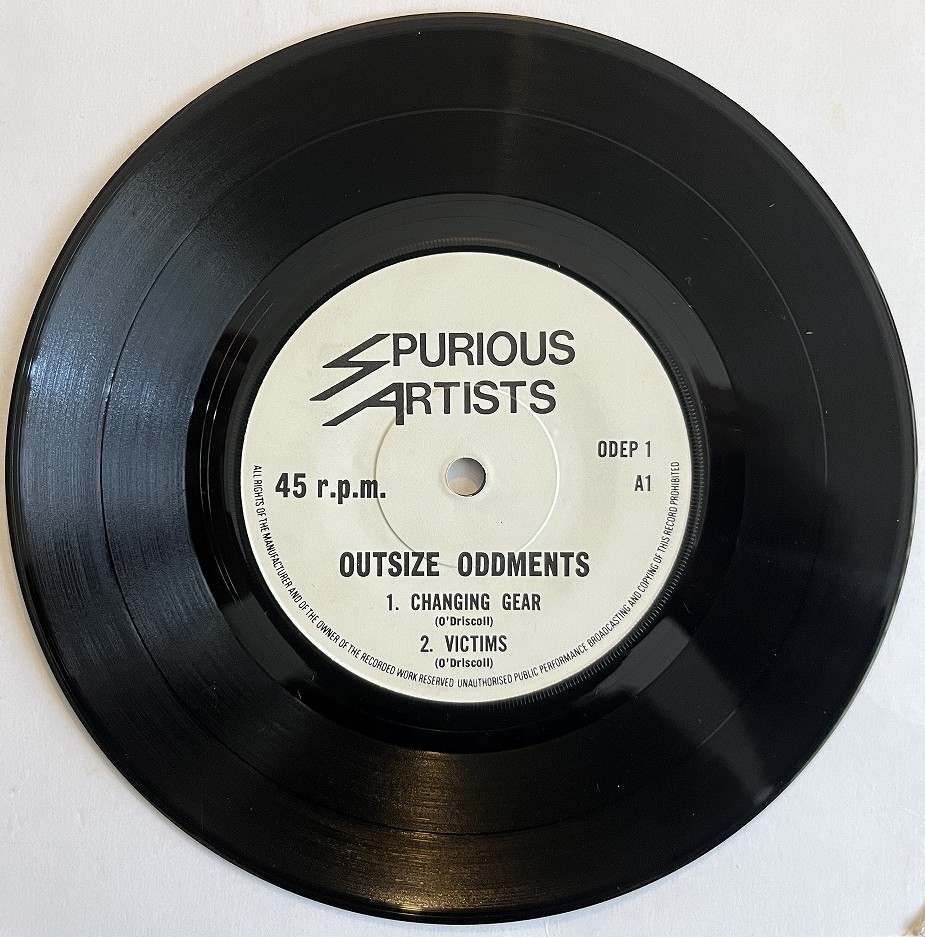 SPURIOUS
ARTISTS
ODEP 1
45 r.p.m.
A1
OUTSIZE ODDMENTS
1. CHANGING GEAR
(O'Driscoll)
2. VICTIMS
(O'Driscoll)
ALL RIGHTS OF THE MANUFACTURER AND OF THE OWNER OF THE RECORDED WORK RESERVED UNAUTHORISED PUBLIC PERFORMANCE BROADCASTING AND COPYING OF THIS RECORD PROHIBITED